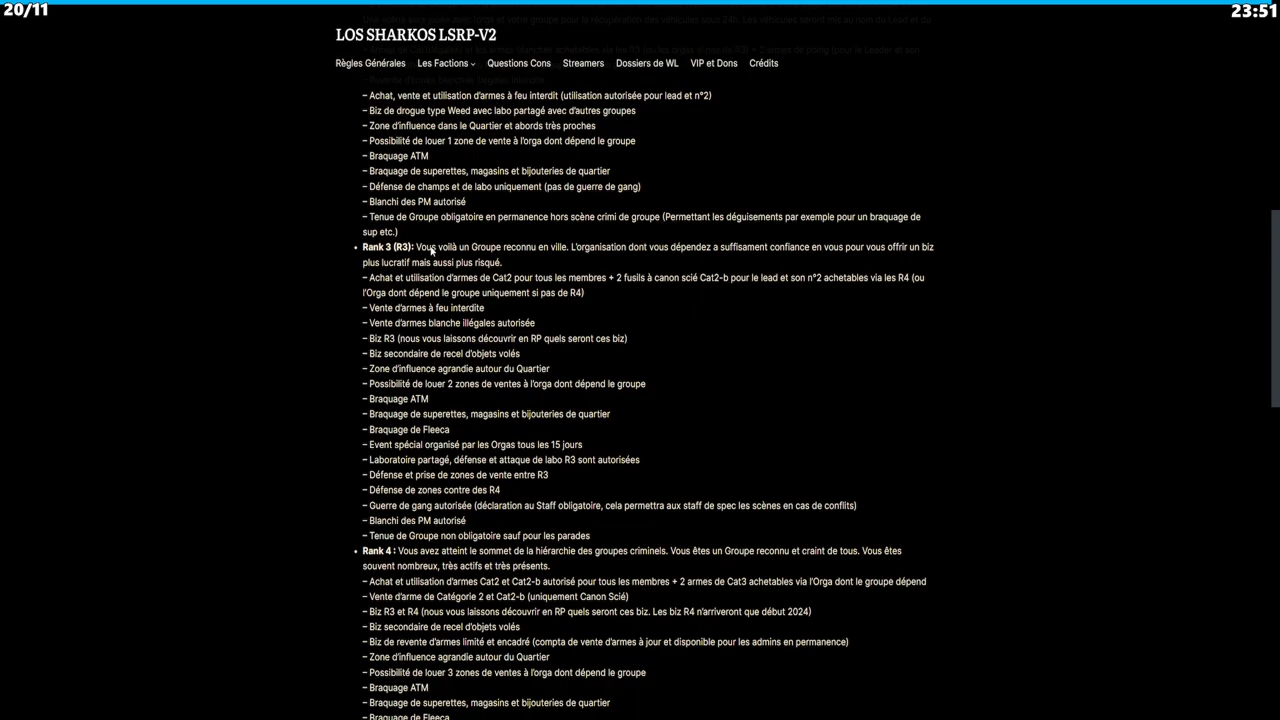 20/11
23:51
LOS SHARKOS LSRP-V2
Règles Générales Les Factions Questions Cons Streamers Dossiers de WL VIP et Dons Crédits
– Achat, vente et utilisation d'armes à feu interdit (utilisation autorisée pour lead et n°2)
– Biz de drogue type Weed avec labo partagé avec d'autres groupes
– Zone d'influence dans le Quartier et abords très proches
– Possibilité de louer 1 zone de vente à l'orga dont dépend le groupe
– Braquage ATM
– Braquage de superettes, magasins et bijouteries de quartier
– Défense de champs et de labo uniquement (pas de guerre de gang)
– Blanchi des PM autorisé
– Tenue de Groupe obligatoire en permanence hors scène crimi de groupe (Permettant les déguisements par exemple pour un braquage de
sup etc.)
• Rank 3 (R3): Vous voilà un Groupe reconnu en ville. L'organisation dont vous dépendez a suffisament confiance en vous pour vous offrir un biz
plus lucratif mais aussi plus risqué.
– Achat et utilisation d'armes de Cat2 pour tous les membres + 2 fusils à canon scié Cat2-b pour le lead et son n°2 achetables via les R4 (ou
l'Orga dont dépend le groupe uniquement si pas de R4)
– Vente d'armes à feu interdite
– Vente d'armes blanche illégales autorisée
– Biz R3 (nous vous laissons découvrir en RP quels seront ces biz)
– Biz secondaire de recel d'objets volés
– Zone d'influence agrandie autour du Quartier
– Possibilité de louer 2 zones de ventes à l'orga dont dépend le groupe
– Braquage ATM
– Braquage de superettes, magasins et bijouteries de quartier
– Braquage de Fleeca
– Event spécial organisé par les Orgas tous les 15 jours
– Laboratoire partagé, défense et attaque de labo R3 sont autorisées
– Défense et prise de zones de vente entre R3
– Défense de zones contre des R4
– Guerre de gang autorisée (déclaration au Staff obligatoire, cela permettra aux staff de spec les scènes en cas de conflits)
– Blanchi des PM autorisé
– Tenue de Groupe non obligatoire sauf pour les parades
• Rank 4 : Vous avez atteint le sommet de la hiérarchie des groupes criminels. Vous êtes un Groupe reconnu et craint de tous. Vous êtes
souvent nombreux, très actifs et très présents.
– Achat et utilisation d'armes Cat2 et Cat2-b autorisé pour tous les membres + 2 armes de Cat3 achetables via l'Orga dont le groupe dépend
– Vente d'arme de Catégorie 2 et Cat2-b (uniquement Canon Scié)
– Biz R3 et R4 (nous vous laissons découvrir en RP quels seront ces biz. Les biz R4 n'arriveront que début 2024)
– Biz secondaire de recel d'objets volés
– Biz de revente d'armes limité et encadré (compta de vente d'armes à jour et disponible pour les admins en permanence)
– Zone d'influence agrandie autour du Quartier
– Possibilité de louer 3 zones de ventes à l'orga dont dépend le groupe
– Braquage ATM
– Braquage de superettes, magasins et bijouteries de quartier
– Braquage de Fleeca